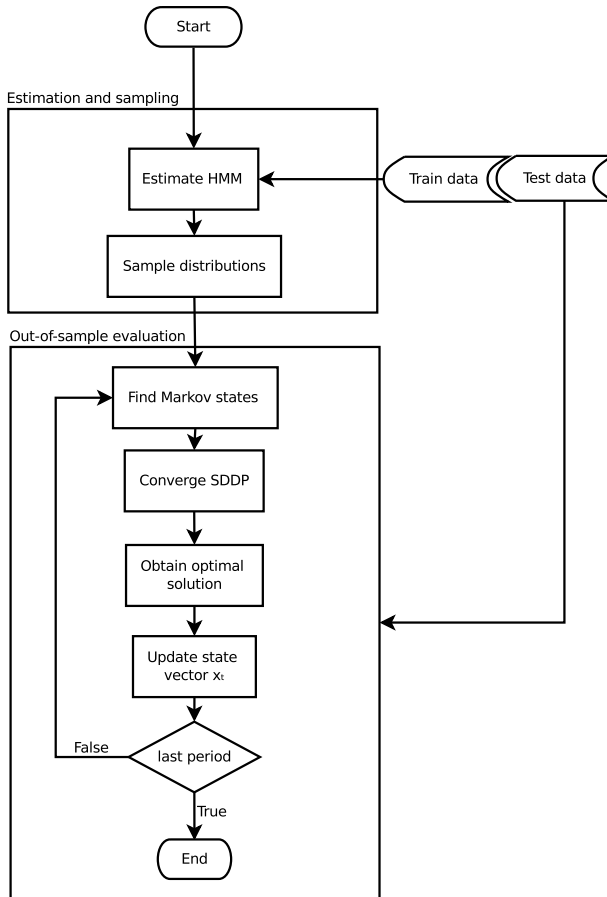 Start
Estimation and sampling
Estimate HMM
Train data
Test data
Sample distributions
Out-of-sample evaluation
Find Markov states
Converge SDDP
Obtain optimal
solution
Update state
vector xₜ
False
last period
True
End